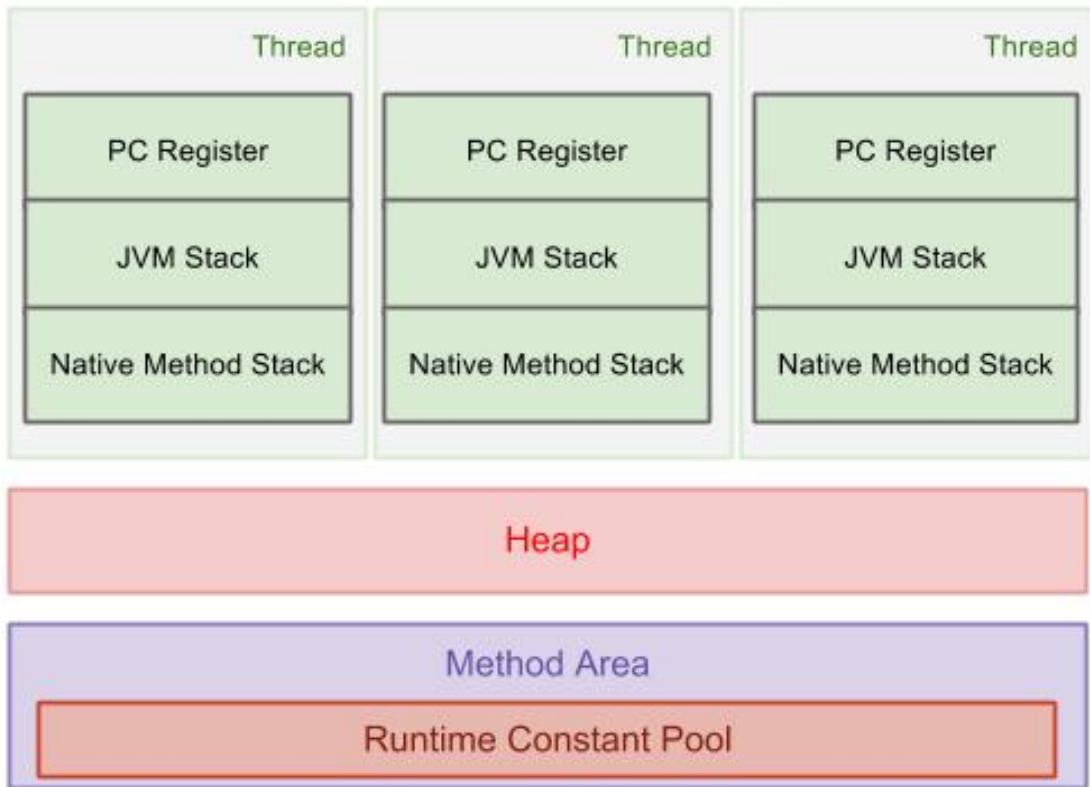 Thread
Thread
Thread
PC Register
PC Register
PC Register
JVM Stack
JVM Stack
JVM Stack
Native Method Stack
Native Method Stack
Native Method Stack
Heap
Method Area
Runtime Constant Pool